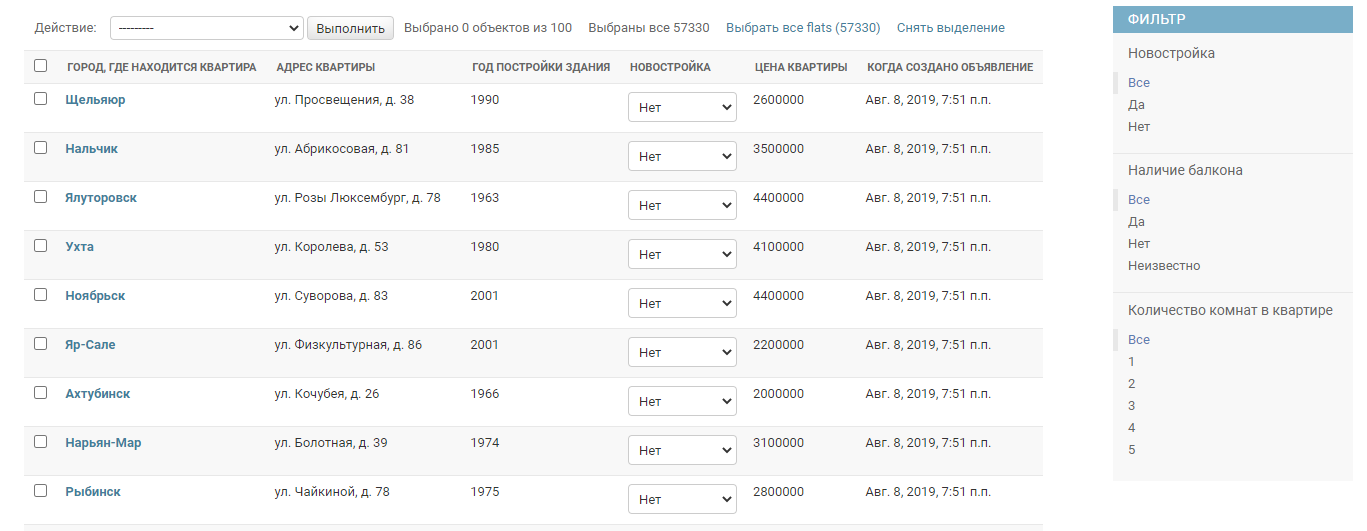 Действие: --------- Выполнить Выбрано 0 объектов из 100 Выбраны все 57330 Выбрать все flats (57330) Снять выделение
ГОРОД, ГДЕ НАХОДИТСЯ КВАРТИРА АДРЕС КВАРТИРЫ ГОД ПОСТРОЙКИ ЗДАНИЯ НОВОСТРОЙКА ЦЕНА КВАРТИРЫ КОГДА СОЗДАНО ОБЪЯВЛЕНИЕ
Щельяюр ул. Просвещения, д. 38 1990 Нет 2600000 Авг. 8, 2019, 7:51 п.п.
Нальчик ул. Абрикосовая, д. 81 1985 Нет 3500000 Авг. 8, 2019, 7:51 п.п.
Ялуторовск ул. Розы Люксембург, д. 78 1963 Нет 4400000 Авг. 8, 2019, 7:51 п.п.
Ухта ул. Королева, д. 53 1980 Нет 4100000 Авг. 8, 2019, 7:51 п.п.
Ноябрьск ул. Суворова, д. 83 2001 Нет 4400000 Авг. 8, 2019, 7:51 п.п.
Яр-Сале ул. Физкультурная, д. 86 2001 Нет 2200000 Авг. 8, 2019, 7:51 п.п.
Ахтубинск ул. Кочубея, д. 26 1966 Нет 2000000 Авг. 8, 2019, 7:51 п.п.
Нарьян-Мар ул. Болотная, д. 39 1974 Нет 3100000 Авг. 8, 2019, 7:51 п.п.
Рыбинск ул. Чайкиной, д. 78 1975 Нет 2800000 Авг. 8, 2019, 7:51 п.п.
ФИЛЬТР
Новостройка
Все
Да
Нет
Наличие балкона
Все
Да
Нет
Неизвестно
Количество комнат в квартире
Все
1
2
3
4
5